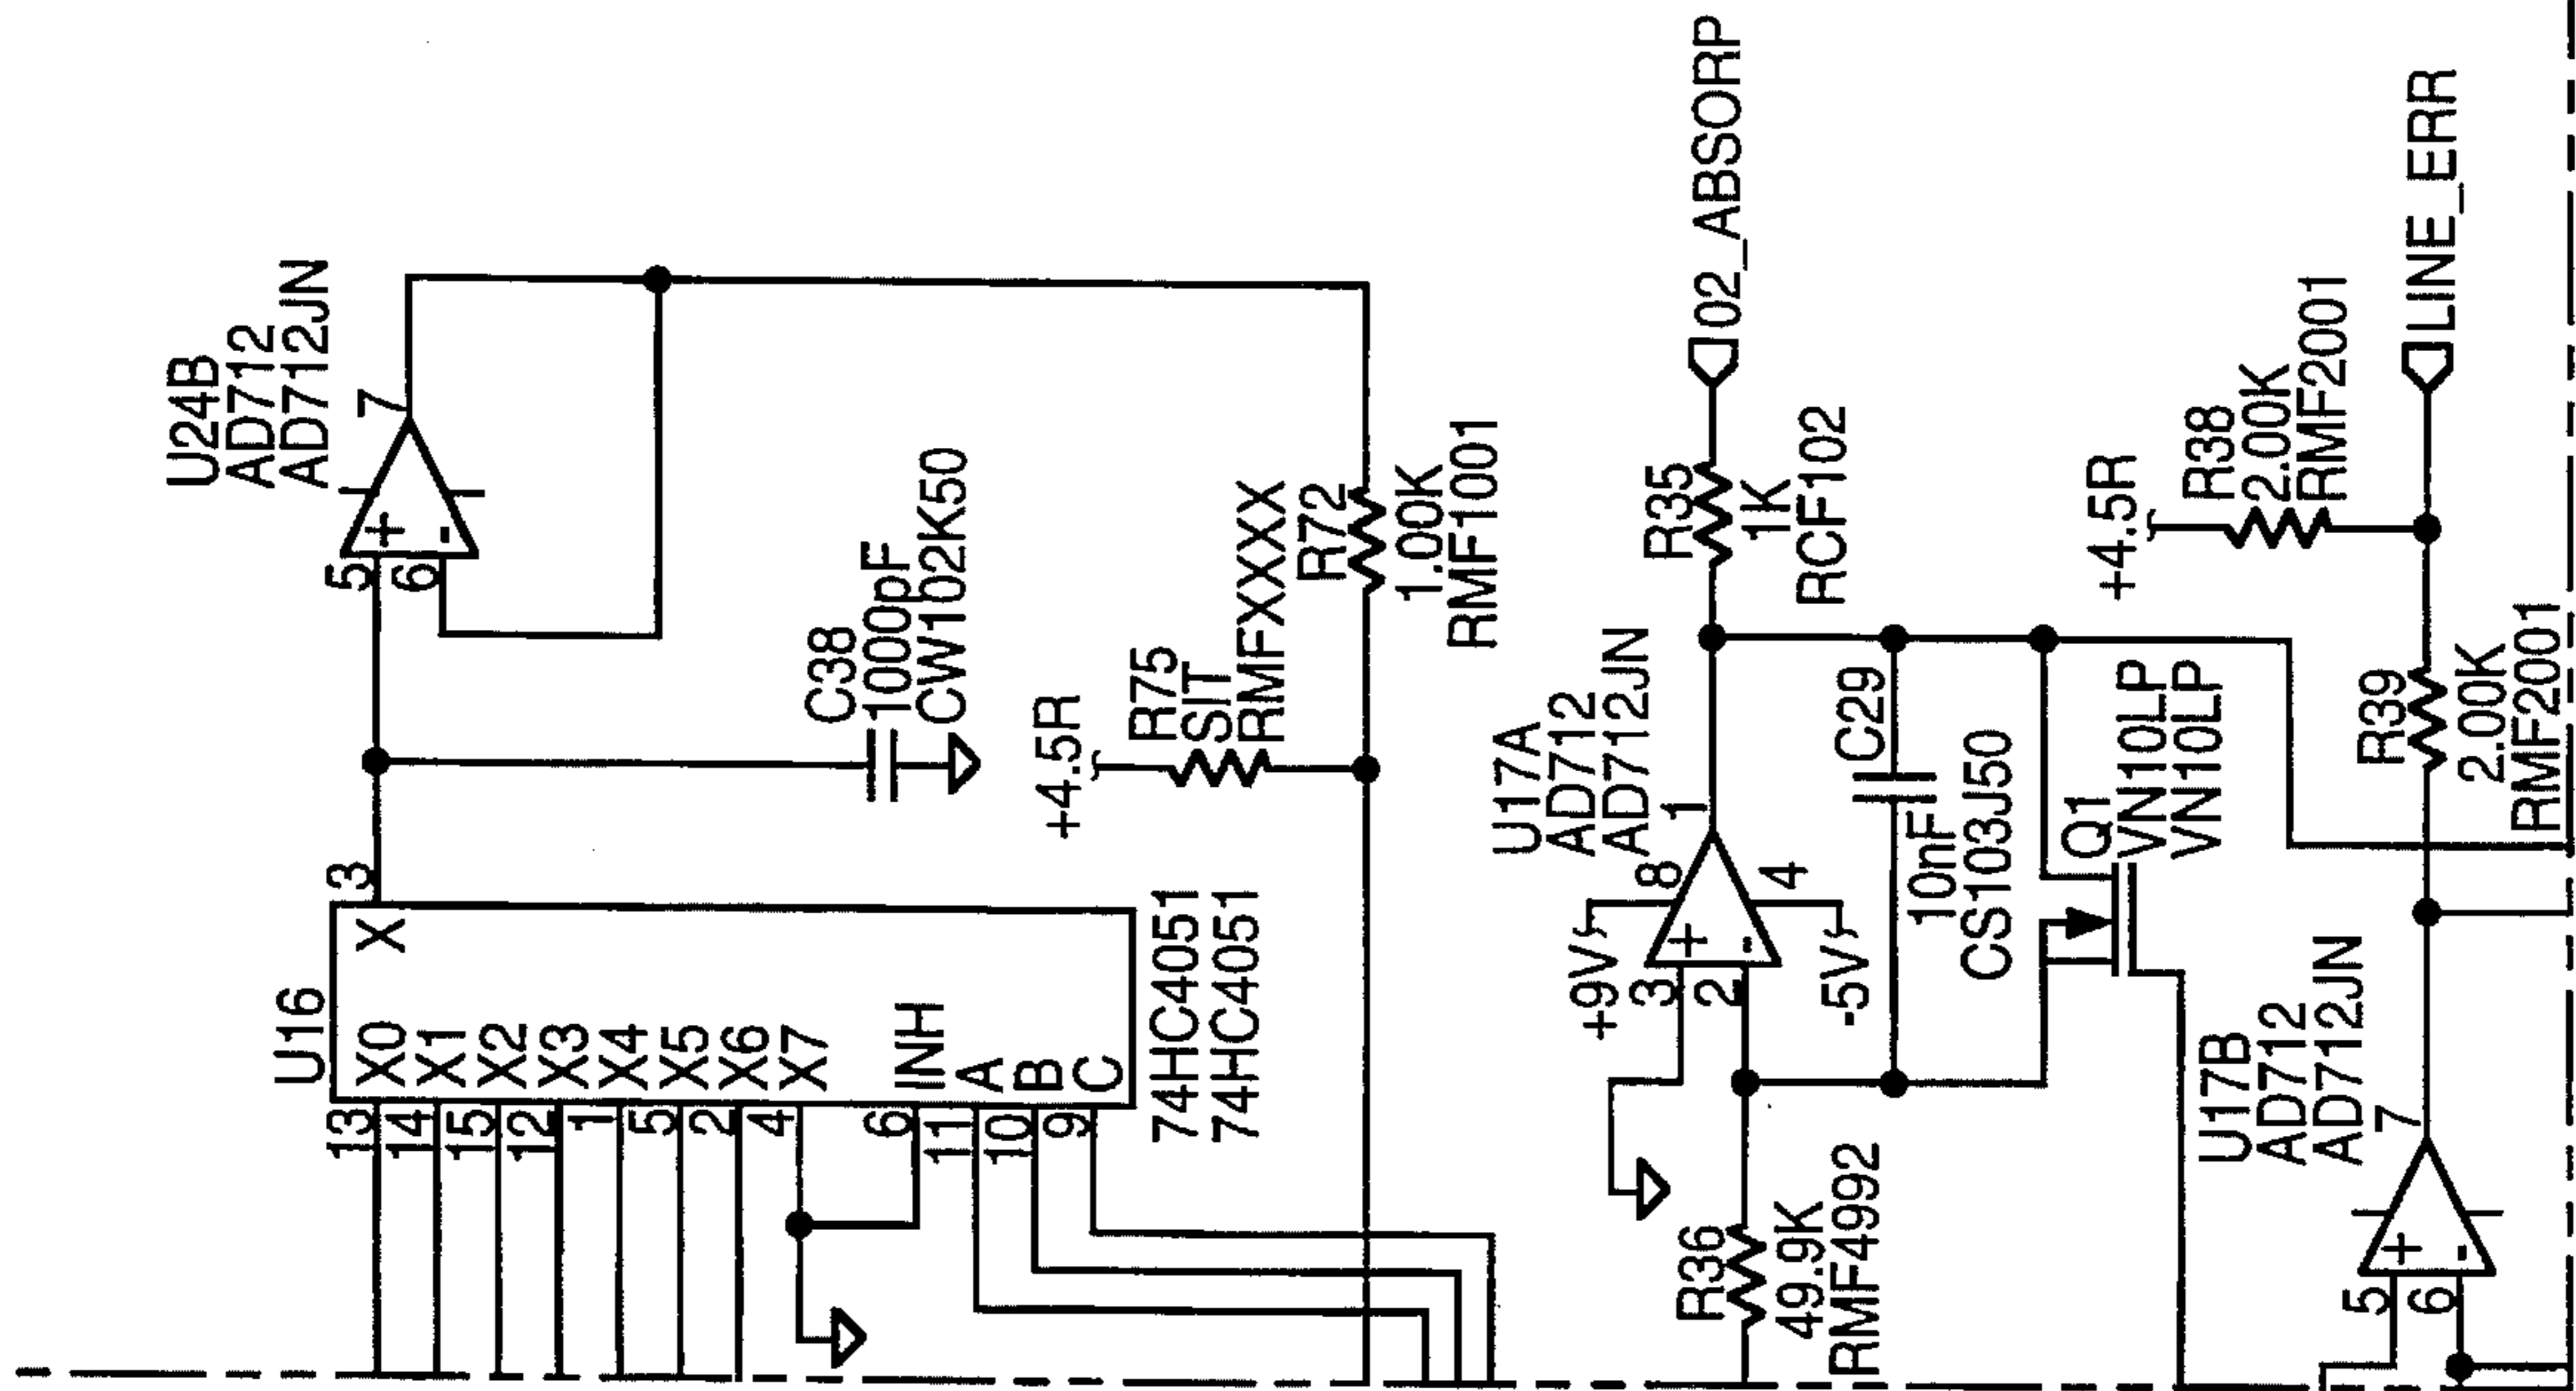 U24B
AD712
AD712JN
5
6
7
+
-
C38
1000pF
CW102K50
+4.5R
R75
SIT
RMFXXXX
R72
1.00K
RMF1001
U16
3
X
13
14
15
12
1
5
2
4
6
11
10
9
X0
X1
X2
X3
X4
X5
X6
X7
INH
A
B
C
74HC4051
74HC4051
02_ABSORP
R35
1K
RCF102
U17A
AD712
AD712JN
1
8
4
+9V
-5V
3
2
+
-
C29
10nF
CS103J50
Q1
VN10LP
VN10LP
R36
49.9K
RMF4992
LINE_ERR
+4.5R
R38
2.00K
RMF2001
R39
2.00K
RMF2001
U17B
AD712
AD712JN
7
5
6
+
-